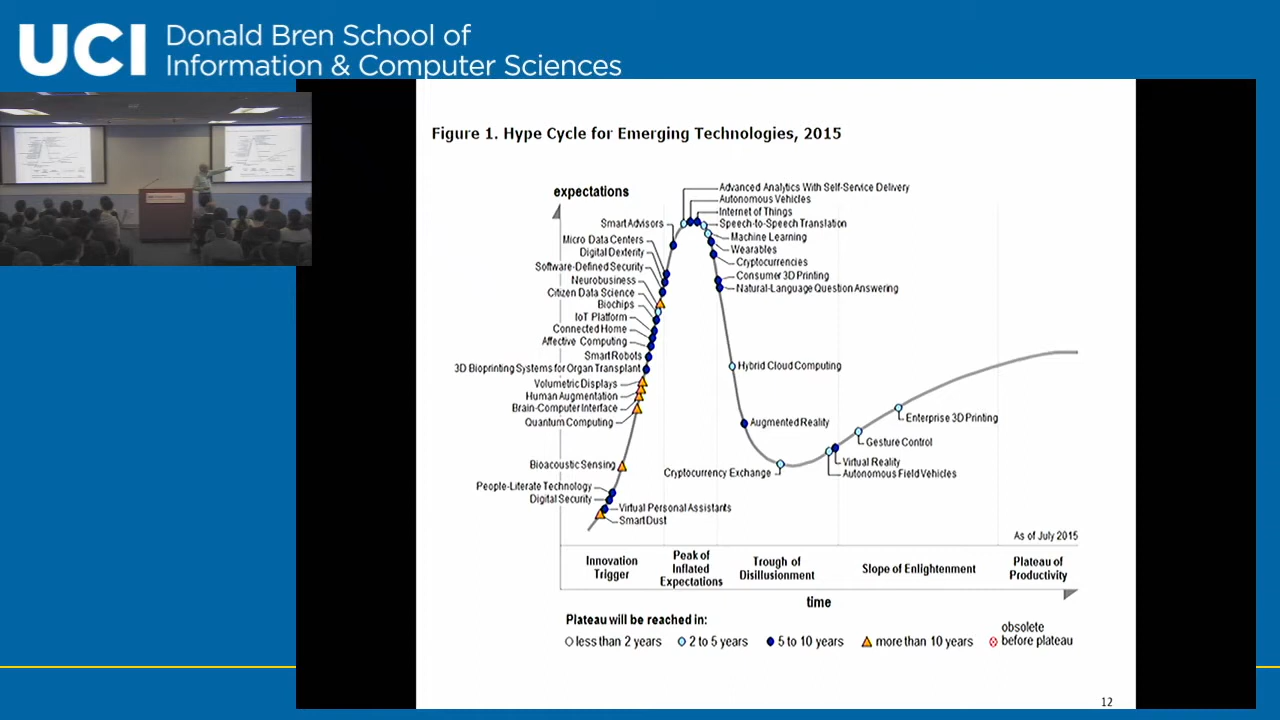 UCI
Donald Bren School of
Information & Computer Sciences
Figure 1. Hype Cycle for Emerging Technologies, 2015
expectations
Advanced Analytics With Self-Service Delivery
Autonomous Vehicles
Internet of Things
Speech-to-Speech Translation
Machine Learning
Wearables
Cryptocurrencies
Consumer 3D Printing
Natural-Language Question Answering
Smart Advisors
Micro Data Centers
Digital Dexterity
Software-Defined Security
Neurobusiness
Citizen Data Science
Biochips
IoT Platform
Connected Home
Affective Computing
Smart Robots
3D Bioprinting Systems for Organ Transplant
Volumetric Displays
Human Augmentation
Brain-Computer Interface
Quantum Computing
Bioacoustic Sensing
People-Literate Technology
Digital Security
Virtual Personal Assistants
Smart Dust
Hybrid Cloud Computing
Augmented Reality
Cryptocurrency Exchange
Enterprise 3D Printing
Gesture Control
Virtual Reality
Autonomous Field Vehicles
As of July 2015
Innovation
Trigger
Peak of
Inflated
Expectations
Trough of
Disillusionment
Slope of Enlightenment
Plateau of
Productivity
time
Plateau will be reached in:
less than 2 years
2 to 5 years
5 to 10 years
more than 10 years
obsolete
before plateau
12